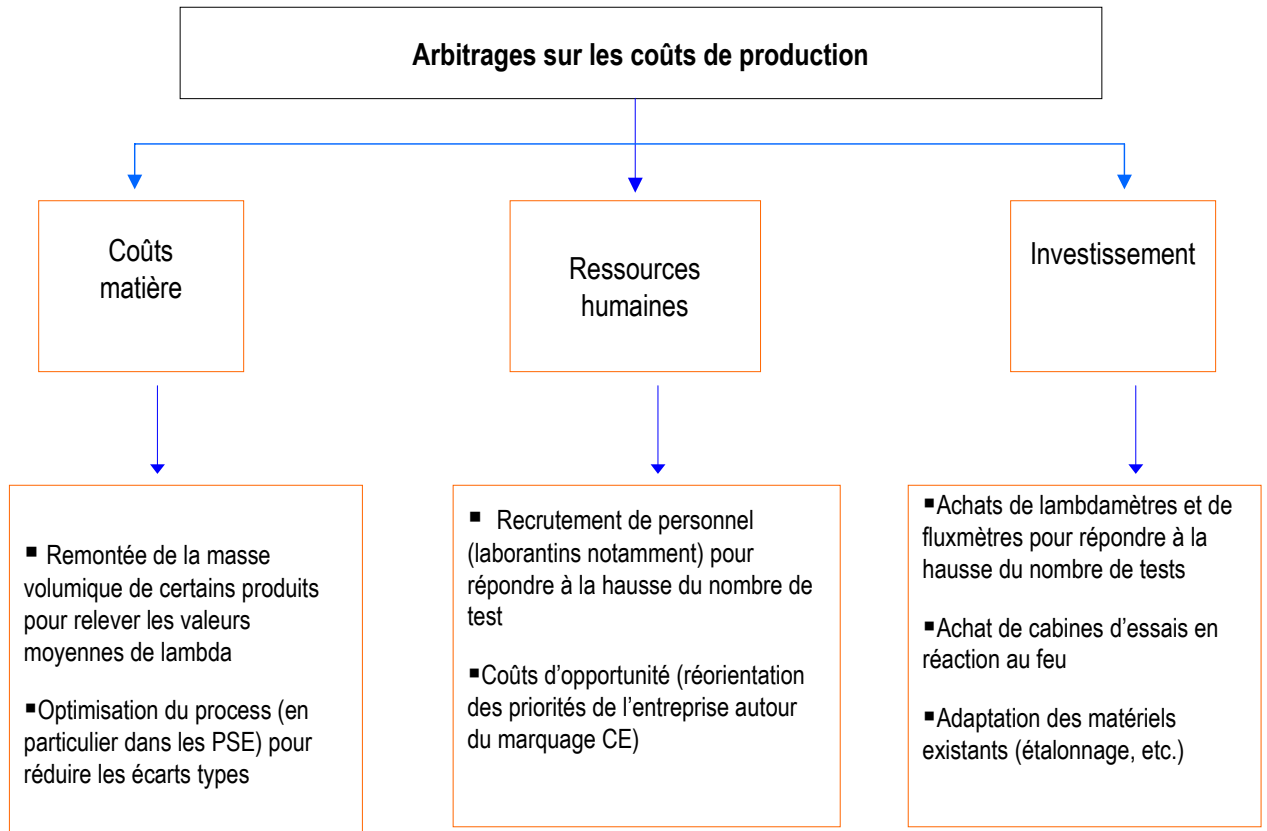 Arbitrages sur les coûts de production
Coûts
matière
Ressources
humaines
Investissement
▪ Remontée de la masse
volumique de certains produits
pour relever les valeurs
moyennes de lambda
▪Optimisation du process (en
particulier dans les PSE) pour
réduire les écarts types
▪ Recrutement de personnel
(laborantins notamment) pour
répondre à la hausse du nombre de
test
▪Coûts d’opportunité (réorientation
des priorités de l’entreprise autour
du marquage CE)
▪Achats de lambdamètres et de
fluxmètres pour répondre à la
hausse du nombre de tests
▪Achat de cabines d’essais en
réaction au feu
▪Adaptation des matériels
existants (étalonnage, etc.)